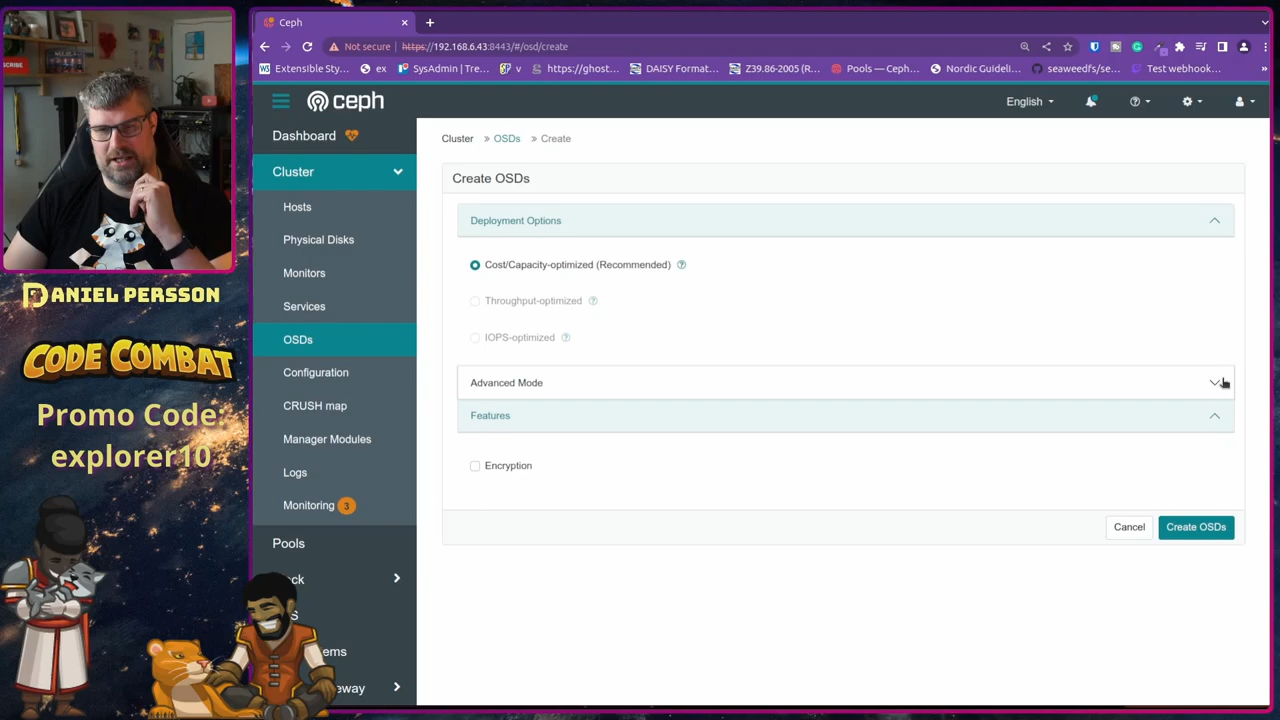 Ceph
Not secure
https://192.168.6.43:8443/#/osd/create
Extensible Sty...
ex
SysAdmin | Tre...
v
https://ghost...
DAISY Format...
Z39.86-2005 (R...
Pools — Ceph...
Nordic Guideli...
seaweedfs/se...
Test webhook...
»
ceph
English
Dashboard
Cluster
Hosts
Physical Disks
Monitors
Services
OSDs
Configuration
CRUSH map
Manager Modules
Logs
Monitoring 3
Pools
ck
s
ems
eway
Cluster » OSDs » Create
Create OSDs
Deployment Options
Cost/Capacity-optimized (Recommended) ?
Throughput-optimized ?
IOPS-optimized ?
Advanced Mode
Features
Encryption
Cancel
Create OSDs
SCRIBE
DANIEL PERSSON
CODE COMBAT
Promo Code:
explorer10